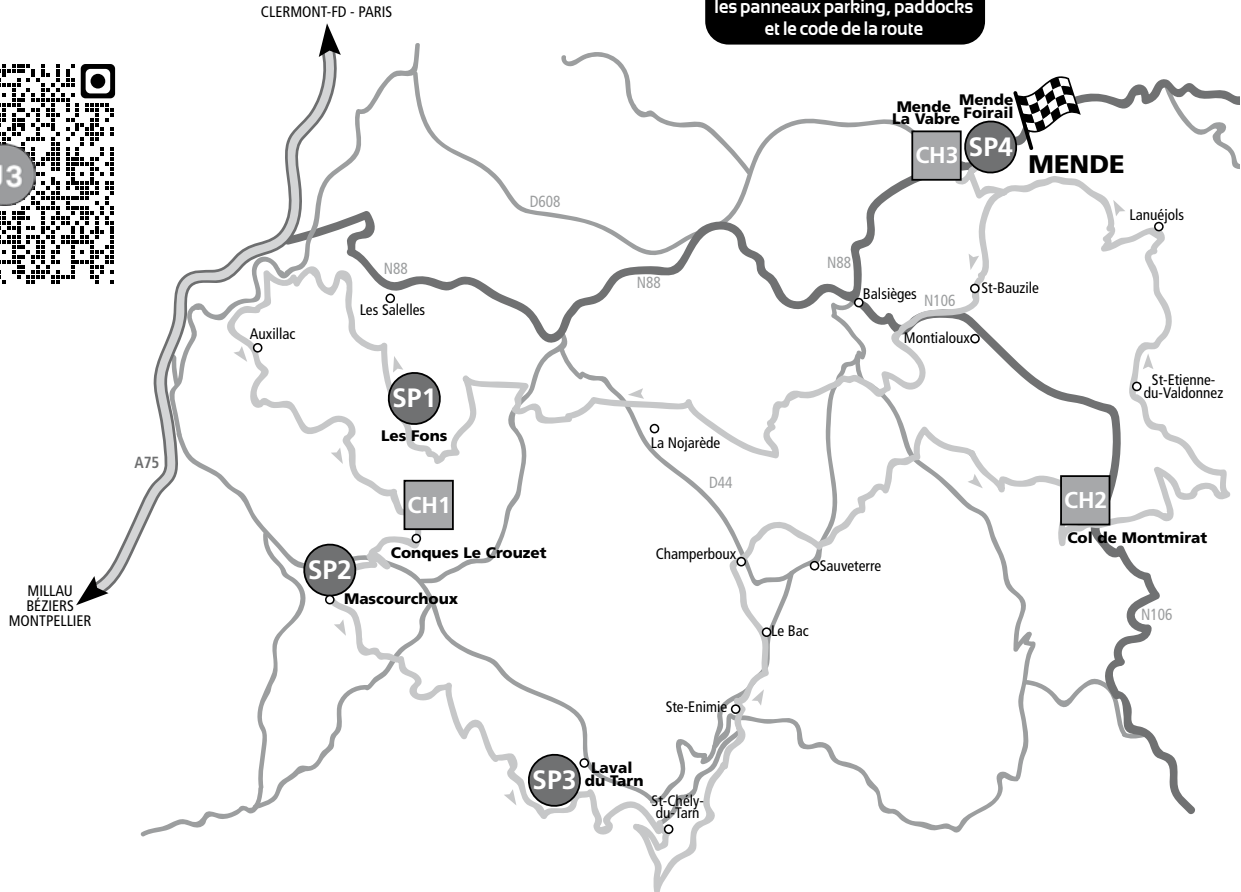 les panneaux parking, paddocks
et le code de la route
CLERMONT-FD - PARIS
J3
Mende
La Vabre
Mende
Foirail
CH3
SP4
MENDE
D608
Lanuéjols
N88
N88
N88
Les Salelles
Balsièges
St-Bauzile
N106
Auxillac
Montialoux
SP1
Les Fons
St-Etienne-
du-Valdonnez
La Nojarède
A75
D44
CH1
CH2
Conques Le Crouzet
Col de Montmirat
Champerboux
Sauveterre
SP2
Mascourchoux
MILLAU
BÉZIERS
MONTPELLIER
N106
Le Bac
Ste-Enimie
SP3
Laval
du Tarn
St-Chély-
du-Tarn